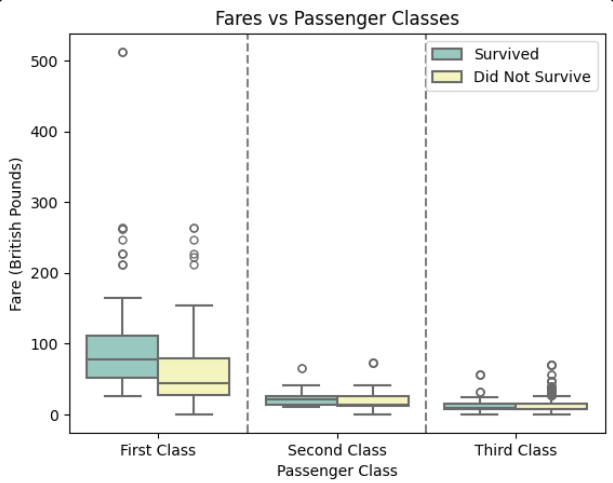 Fares vs Passenger Classes
Survived
Did Not Survive
500
400
300
200
100
0
Fare (British Pounds)
First Class
Second Class
Third Class
Passenger Class